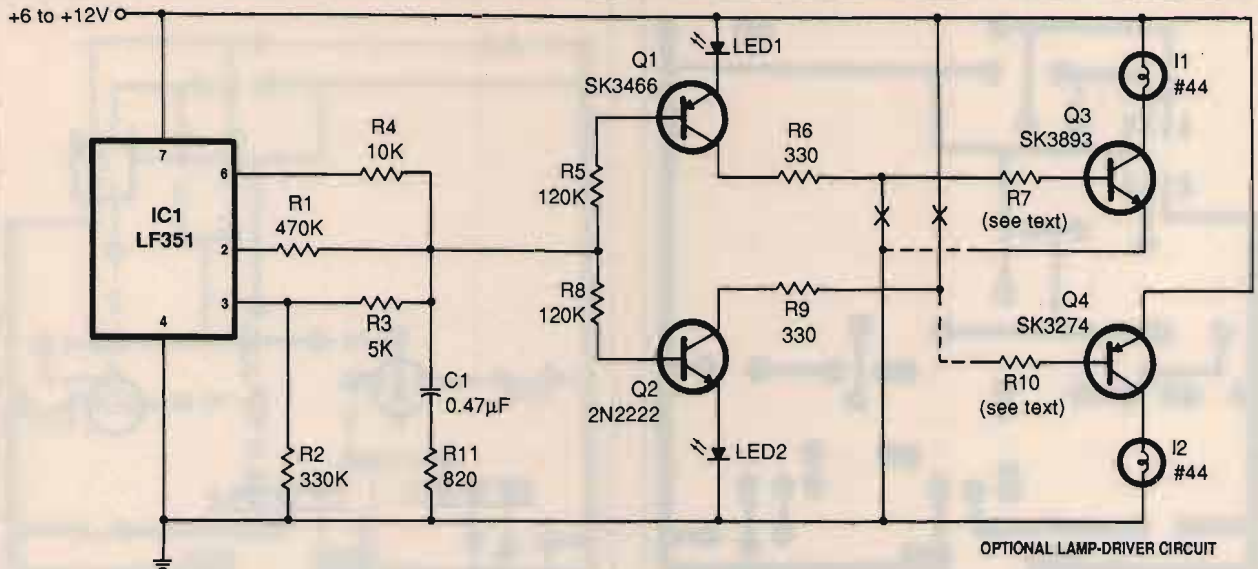 +6 to +12V
LED1
Q1
SK3466
I1
#44
Q3
SK3893
R4
10K
R6
330
7
6
IC1
LF351
R1
470K
R5
120K
R7
(see text)
2
R8
120K
R9
330
Q4
SK3274
3
R3
5K
4
C1
0.47µF
Q2
2N2222
R10
(see text)
R2
330K
R11
820
LED2
I2
#44
OPTIONAL LAMP-DRIVER CIRCUIT